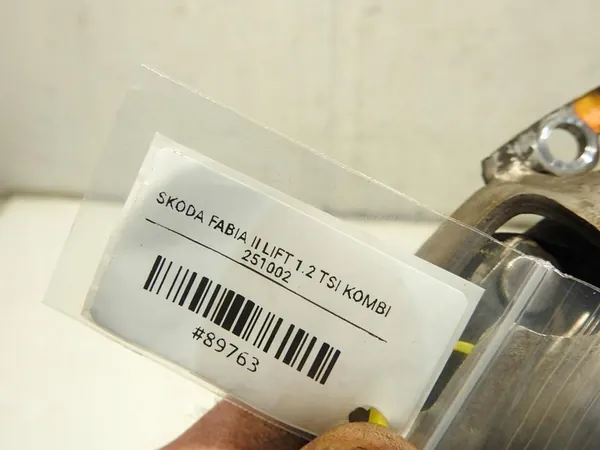 SKODA FABIA II LIFT 1.2 TSI KOMBI
251002
#89763